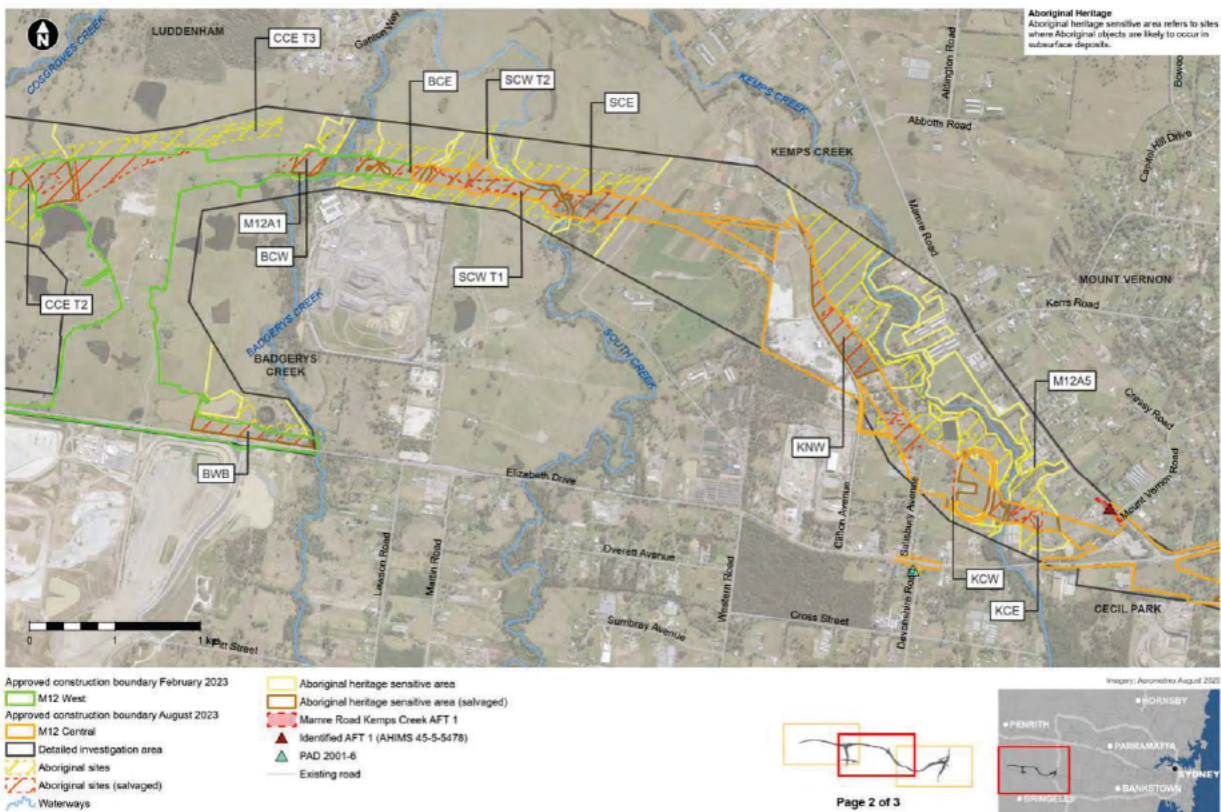 Aboriginal Heritage
Aboriginal heritage sensitive area refers to sites
where Aboriginal objects are likely to occur in
subsurface deposits.
N
LUDDENHAM
COSGROVES CREEK
CCE T3
Ganton Way
BCE
SCW T2
SCE
KEMPS CREEK
Aldington Road
Abbotts Road
Capitol Hill Drive
KEMPS CREEK
Mamre Road
MOUNT VERNON
Kerrs Road
M12A1
BCW
SCW T1
CCE T2
BADGERYS CREEK
BADGERYS
CREEK
SOUTH CREEK
M12A5
KNW
Mount Vernon Road
BWB
Elizabeth Drive
Clifton Avenue
Salisbury Avenue
Lawson Road
Martin Road
Overett Avenue
Western Road
Devonshire Road
KCW
KCE
CECIL PARK
Cross Street
Sumbray Avenue
Pitt Street
0 1 1 km
Imagery: Aerometrex August 2020
Approved construction boundary February 2023
M12 West
Approved construction boundary August 2023
M12 Central
Detailed investigation area
Aboriginal sites
Aboriginal sites (salvaged)
Waterways
Aboriginal heritage sensitive area
Aboriginal heritage sensitive area (salvaged)
Mamre Road Kemps Creek AFT 1
Identified AFT 1 (AHIMS 45-5-5478)
PAD 2001-6
Existing road
Page 2 of 3
HORNSBY
PENRITH
PARRAMATTA
SYDNEY
BANKSTOWN
BRINGELLY